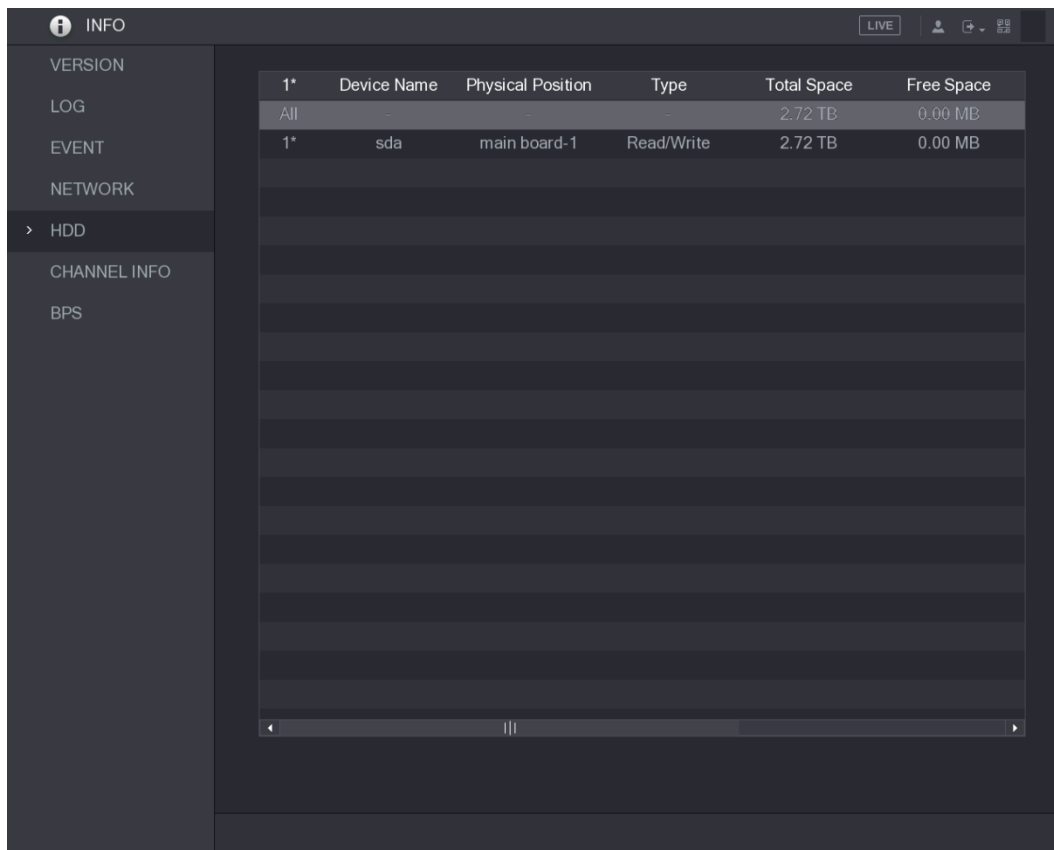 INFO
LIVE
VERSION
LOG
EVENT
NETWORK
HDD
CHANNEL INFO
BPS
1* Device Name Physical Position Type Total Space Free Space
All - - - 2.72 TB 0.00 MB
1* sda main board-1 Read/Write 2.72 TB 0.00 MB